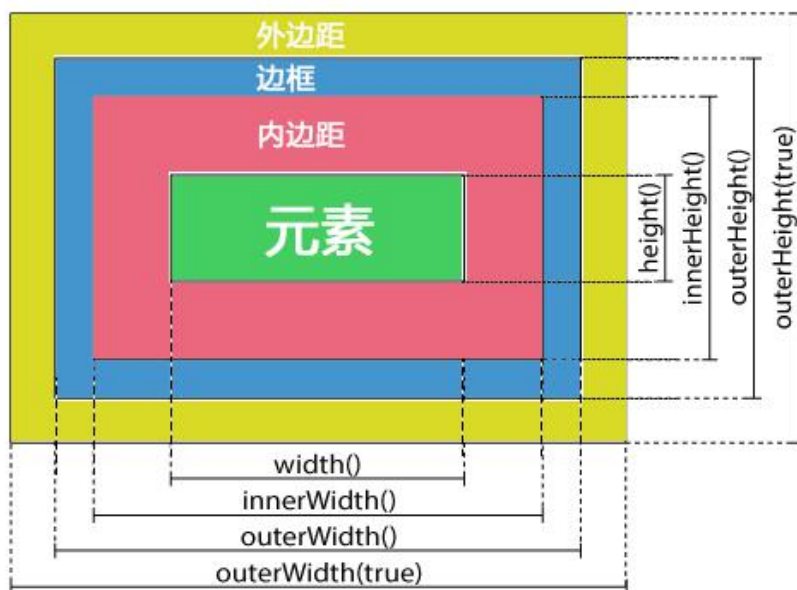 外边距
边框
内边距
元素
height()
innerHeight()
outerHeight()
outerHeight(true)
width()
innerWidth()
outerWidth()
outerWidth(true)